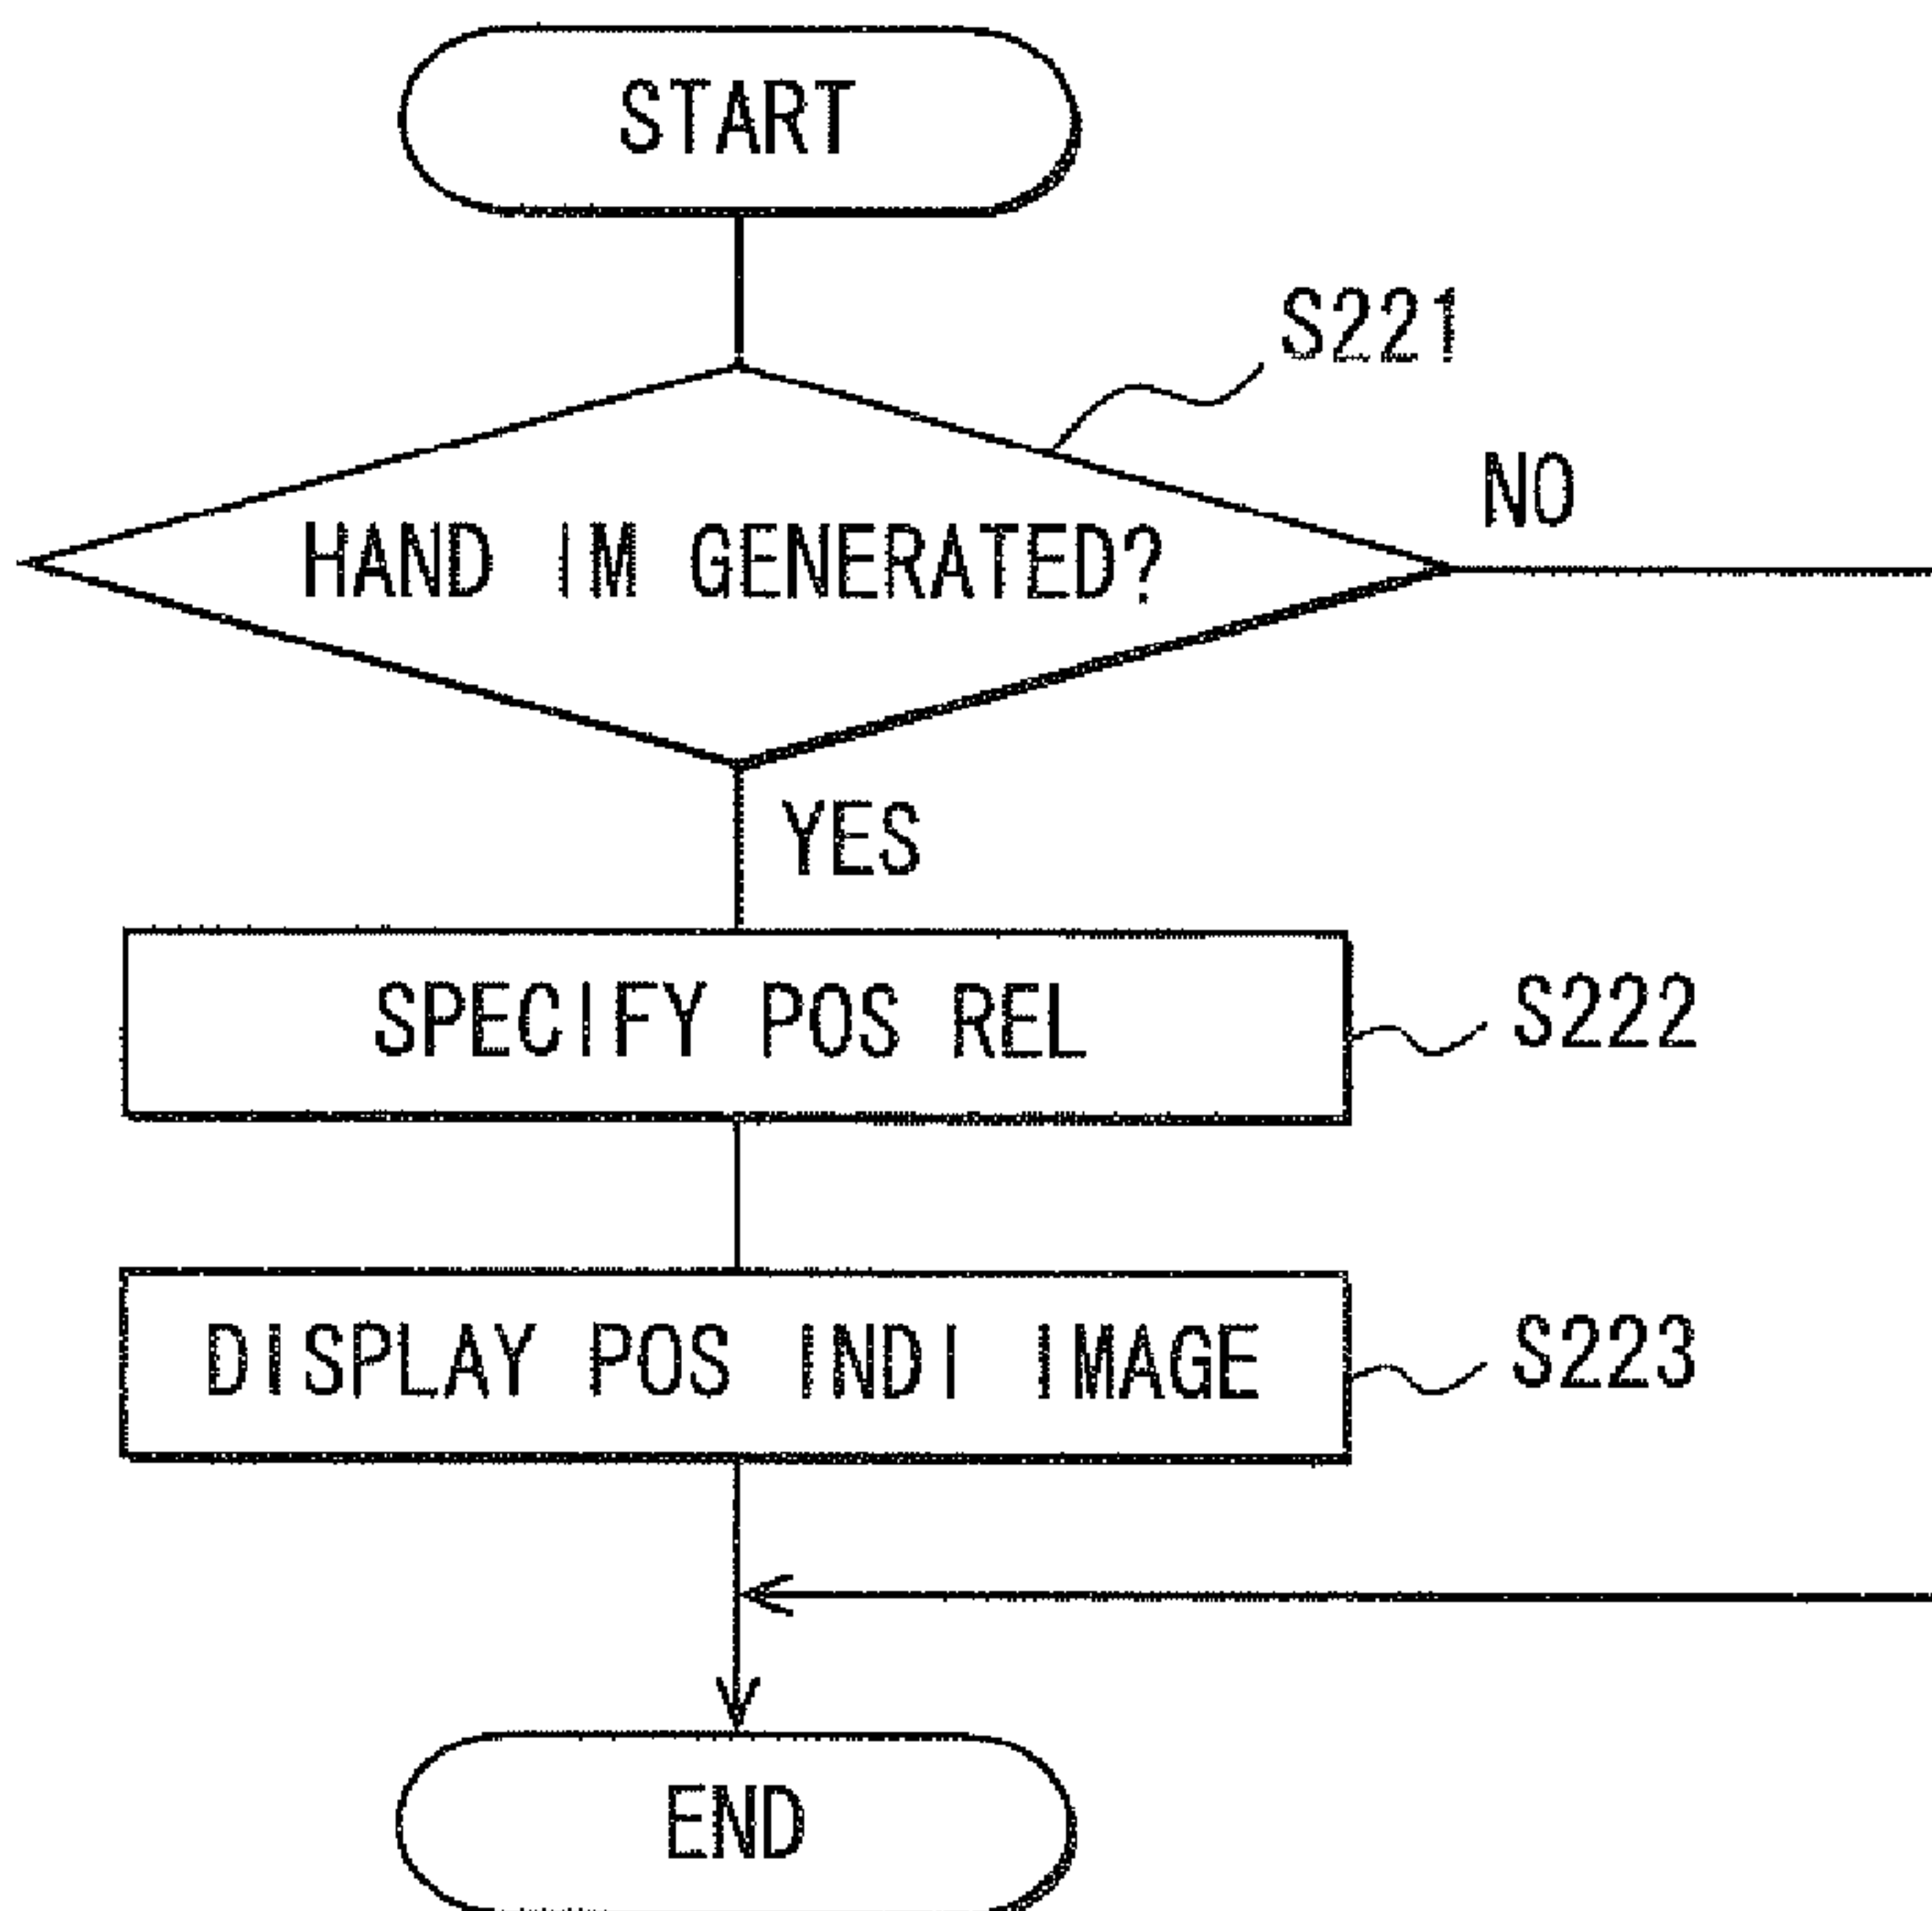 START
S221
NO
HAND IM GENERATED?
YES
SPECIFY POS REL
S222
DISPLAY POS INDI IMAGE
S223
END